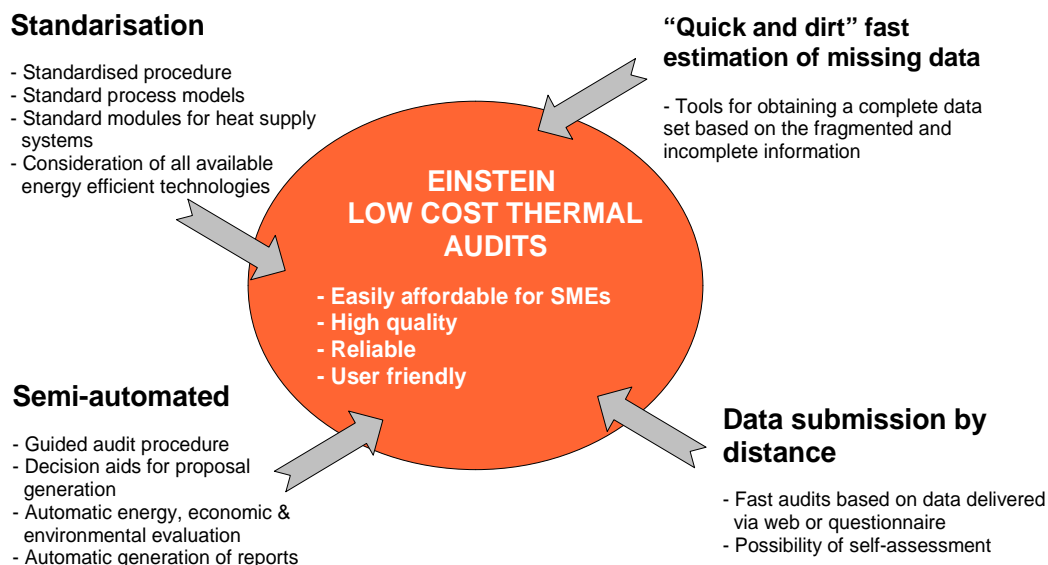 Standarisation
- Standardised procedure
- Standard process models
- Standard modules for heat supply
systems
- Consideration of all available
energy efficient technologies
“Quick and dirt” fast
estimation of missing data
- Tools for obtaining a complete data
set based on the fragmented and
incomplete information
EINSTEIN
LOW COST THERMAL
AUDITS
- Easily affordable for SMEs
- High quality
- Reliable
- User friendly
Semi-automated
- Guided audit procedure
- Decision aids for proposal
generation
- Automatic energy, economic &
environmental evaluation
- Automatic generation of reports
Data submission by
distance
- Fast audits based on data delivered
via web or questionnaire
- Possibility of self-assessment